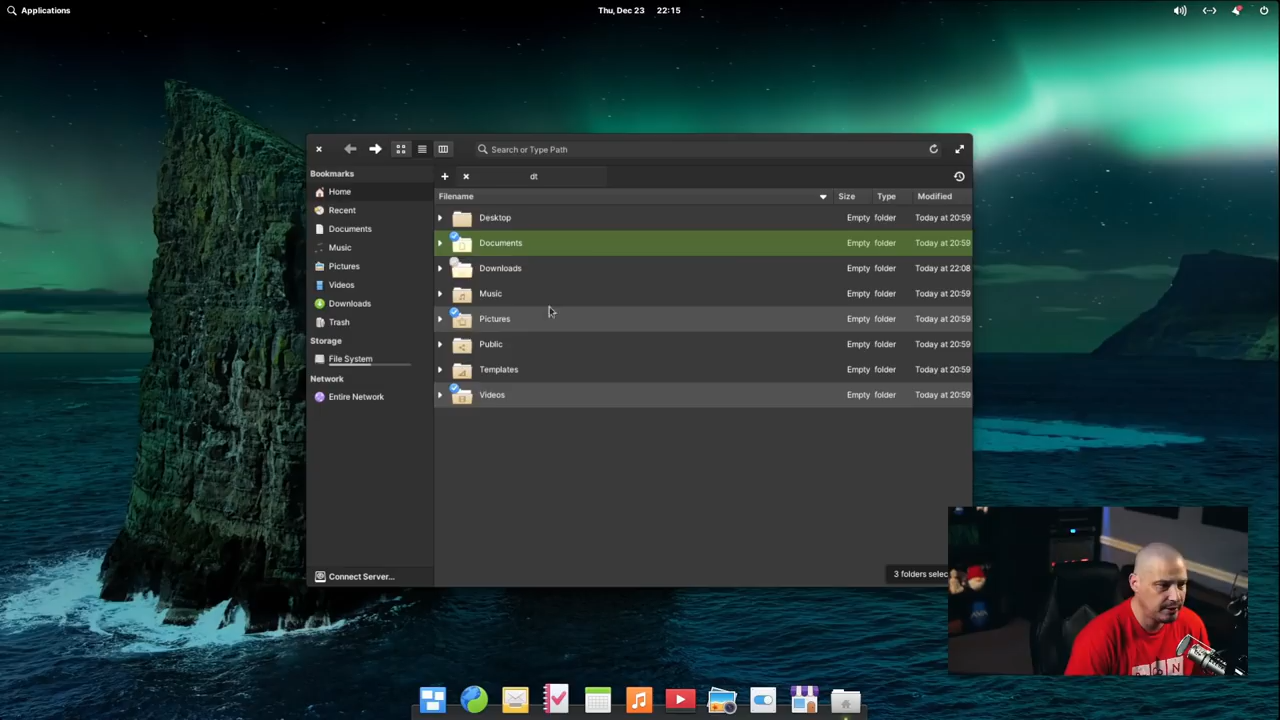 Applications
Thu, Dec 23 22:15
Search or Type Path
Bookmarks
Home
Recent
Documents
Music
Pictures
Videos
Downloads
Trash
Storage
File System
Network
Entire Network
Connect Server...
dt
Filename Size Type Modified
Desktop Empty folder Today at 20:59
Documents Empty folder Today at 20:59
Downloads Empty folder Today at 22:08
Music Empty folder Today at 20:59
Pictures Empty folder Today at 20:59
Public Empty folder Today at 20:59
Templates Empty folder Today at 20:59
Videos Empty folder Today at 20:59
3 folders selec